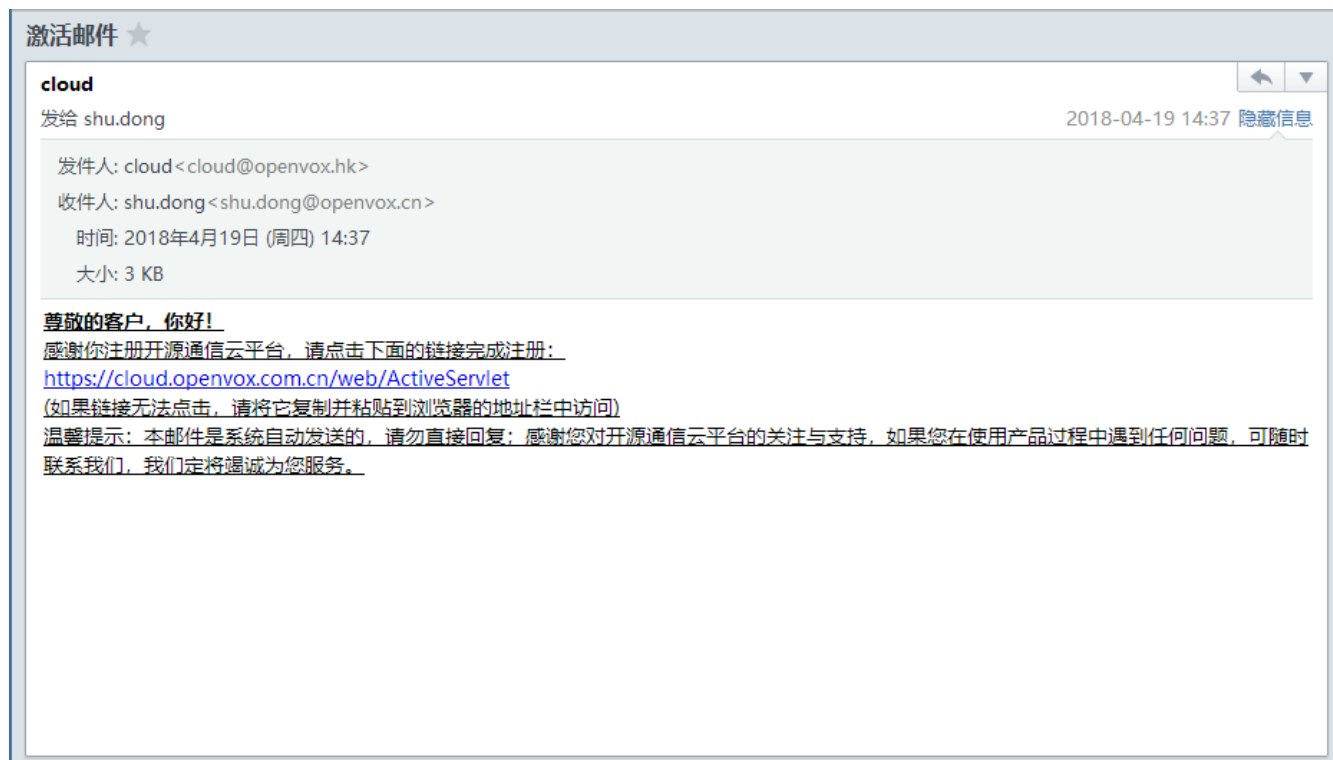 激活邮件
cloud
发给 shu.dong
2018-04-19 14:37 隐藏信息
发件人: cloud<cloud@openvox.hk>
收件人: shu.dong<shu.dong@openvox.cn>
时间: 2018年4月19日 (周四) 14:37
大小: 3 KB
尊敬的客户，你好！
感谢你注册开源通信云平台，请点击下面的链接完成注册：
https://cloud.openvox.com.cn/web/ActiveServlet
(如果链接无法点击，请将它复制并粘贴到浏览器的地址栏中访问)
温馨提示：本邮件是系统自动发送的，请勿直接回复；感谢您对开源通信云平台的关注与支持，如果您在使用产品过程中遇到任何问题，可随时
联系我们，我们定将竭诚为您服务。